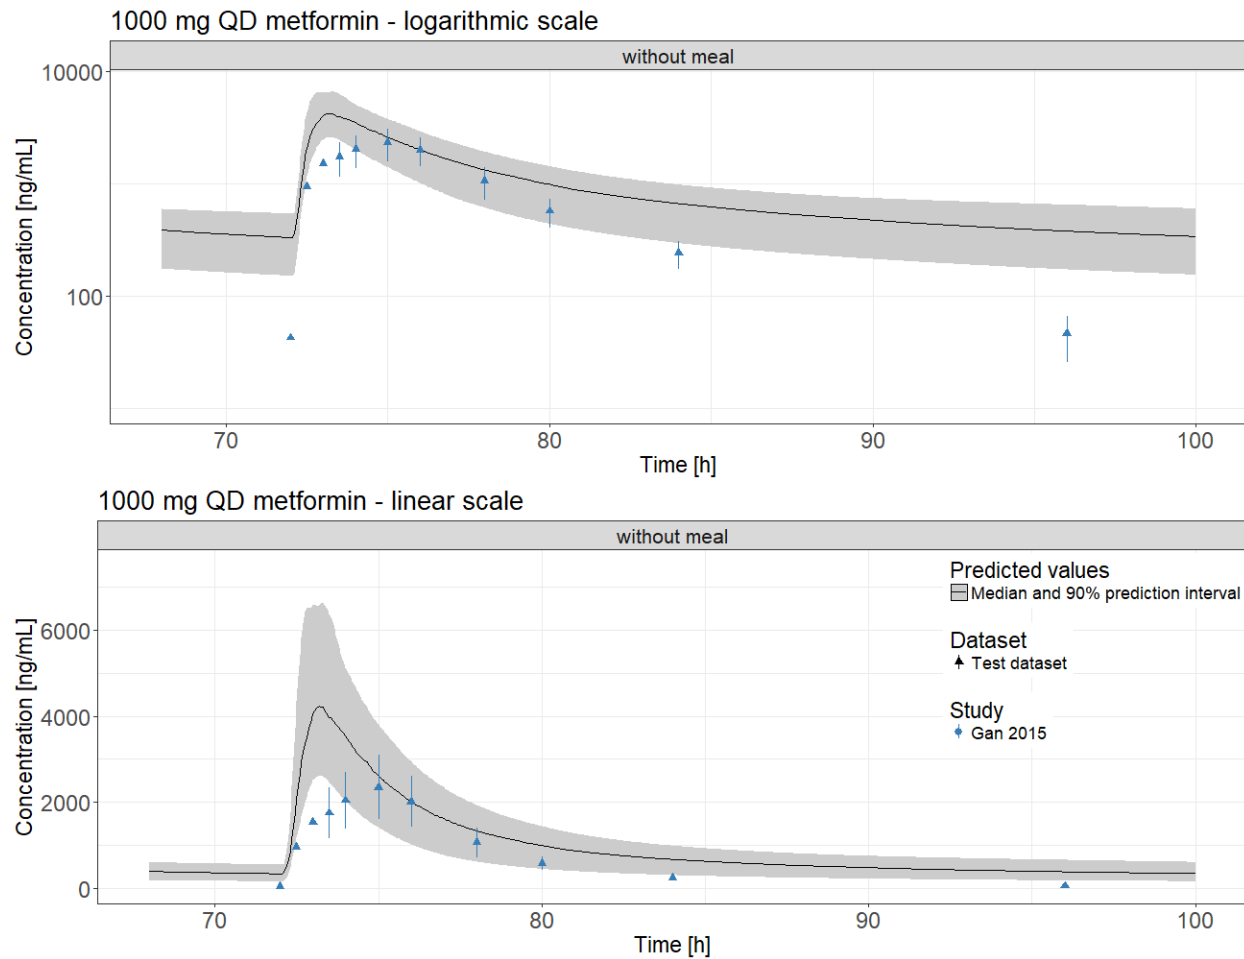 1000 mg QD metformin - logarithmic scale
without meal
10000
100
Concentration [ng/mL]
70 80 90 100
Time [h]
1000 mg QD metformin - linear scale
without meal
6000
4000
2000
0
Concentration [ng/mL]
Predicted values
Median and 90% prediction interval
Dataset
Test dataset
Study
Gan 2015
70 80 90 100
Time [h]